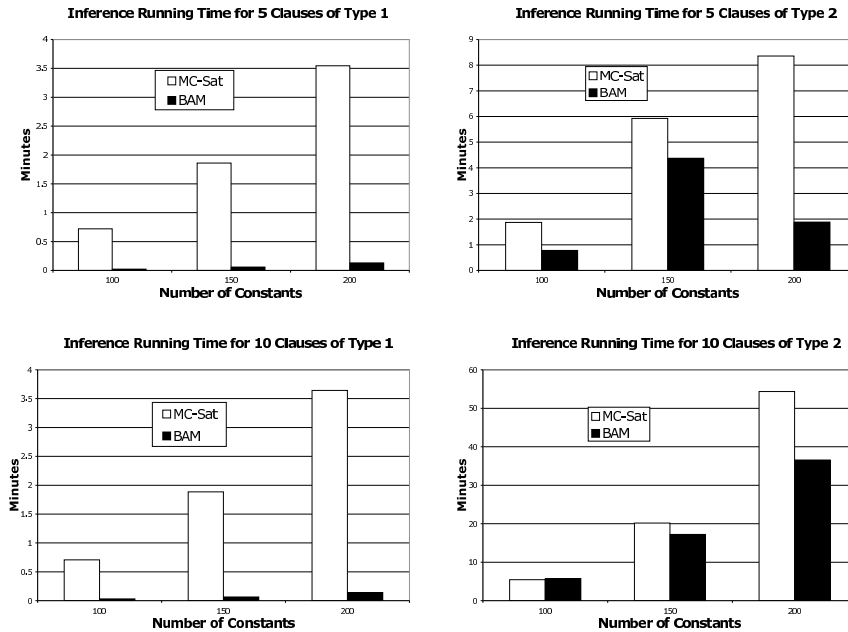 Inference Running Time for 5 Clauses of Type 1
4
3.5
3
2.5
2
1.5
1
0.5
0
Minutes
MC-Sat
BAM
100
150
200
Number of Constants
Inference Running Time for 5 Clauses of Type 2
9
8
7
6
5
4
3
2
1
0
Minutes
MC-Sat
BAM
100
150
200
Number of Constants
Inference Running Time for 10 Clauses of Type 1
4
3.5
3
2.5
2
1.5
1
0.5
0
Minutes
MC-Sat
BAM
100
150
200
Number of Constants
Inference Running Time for 10 Clauses of Type 2
60
50
40
30
20
10
0
Minutes
MC-Sat
BAM
100
150
200
Number of Constants